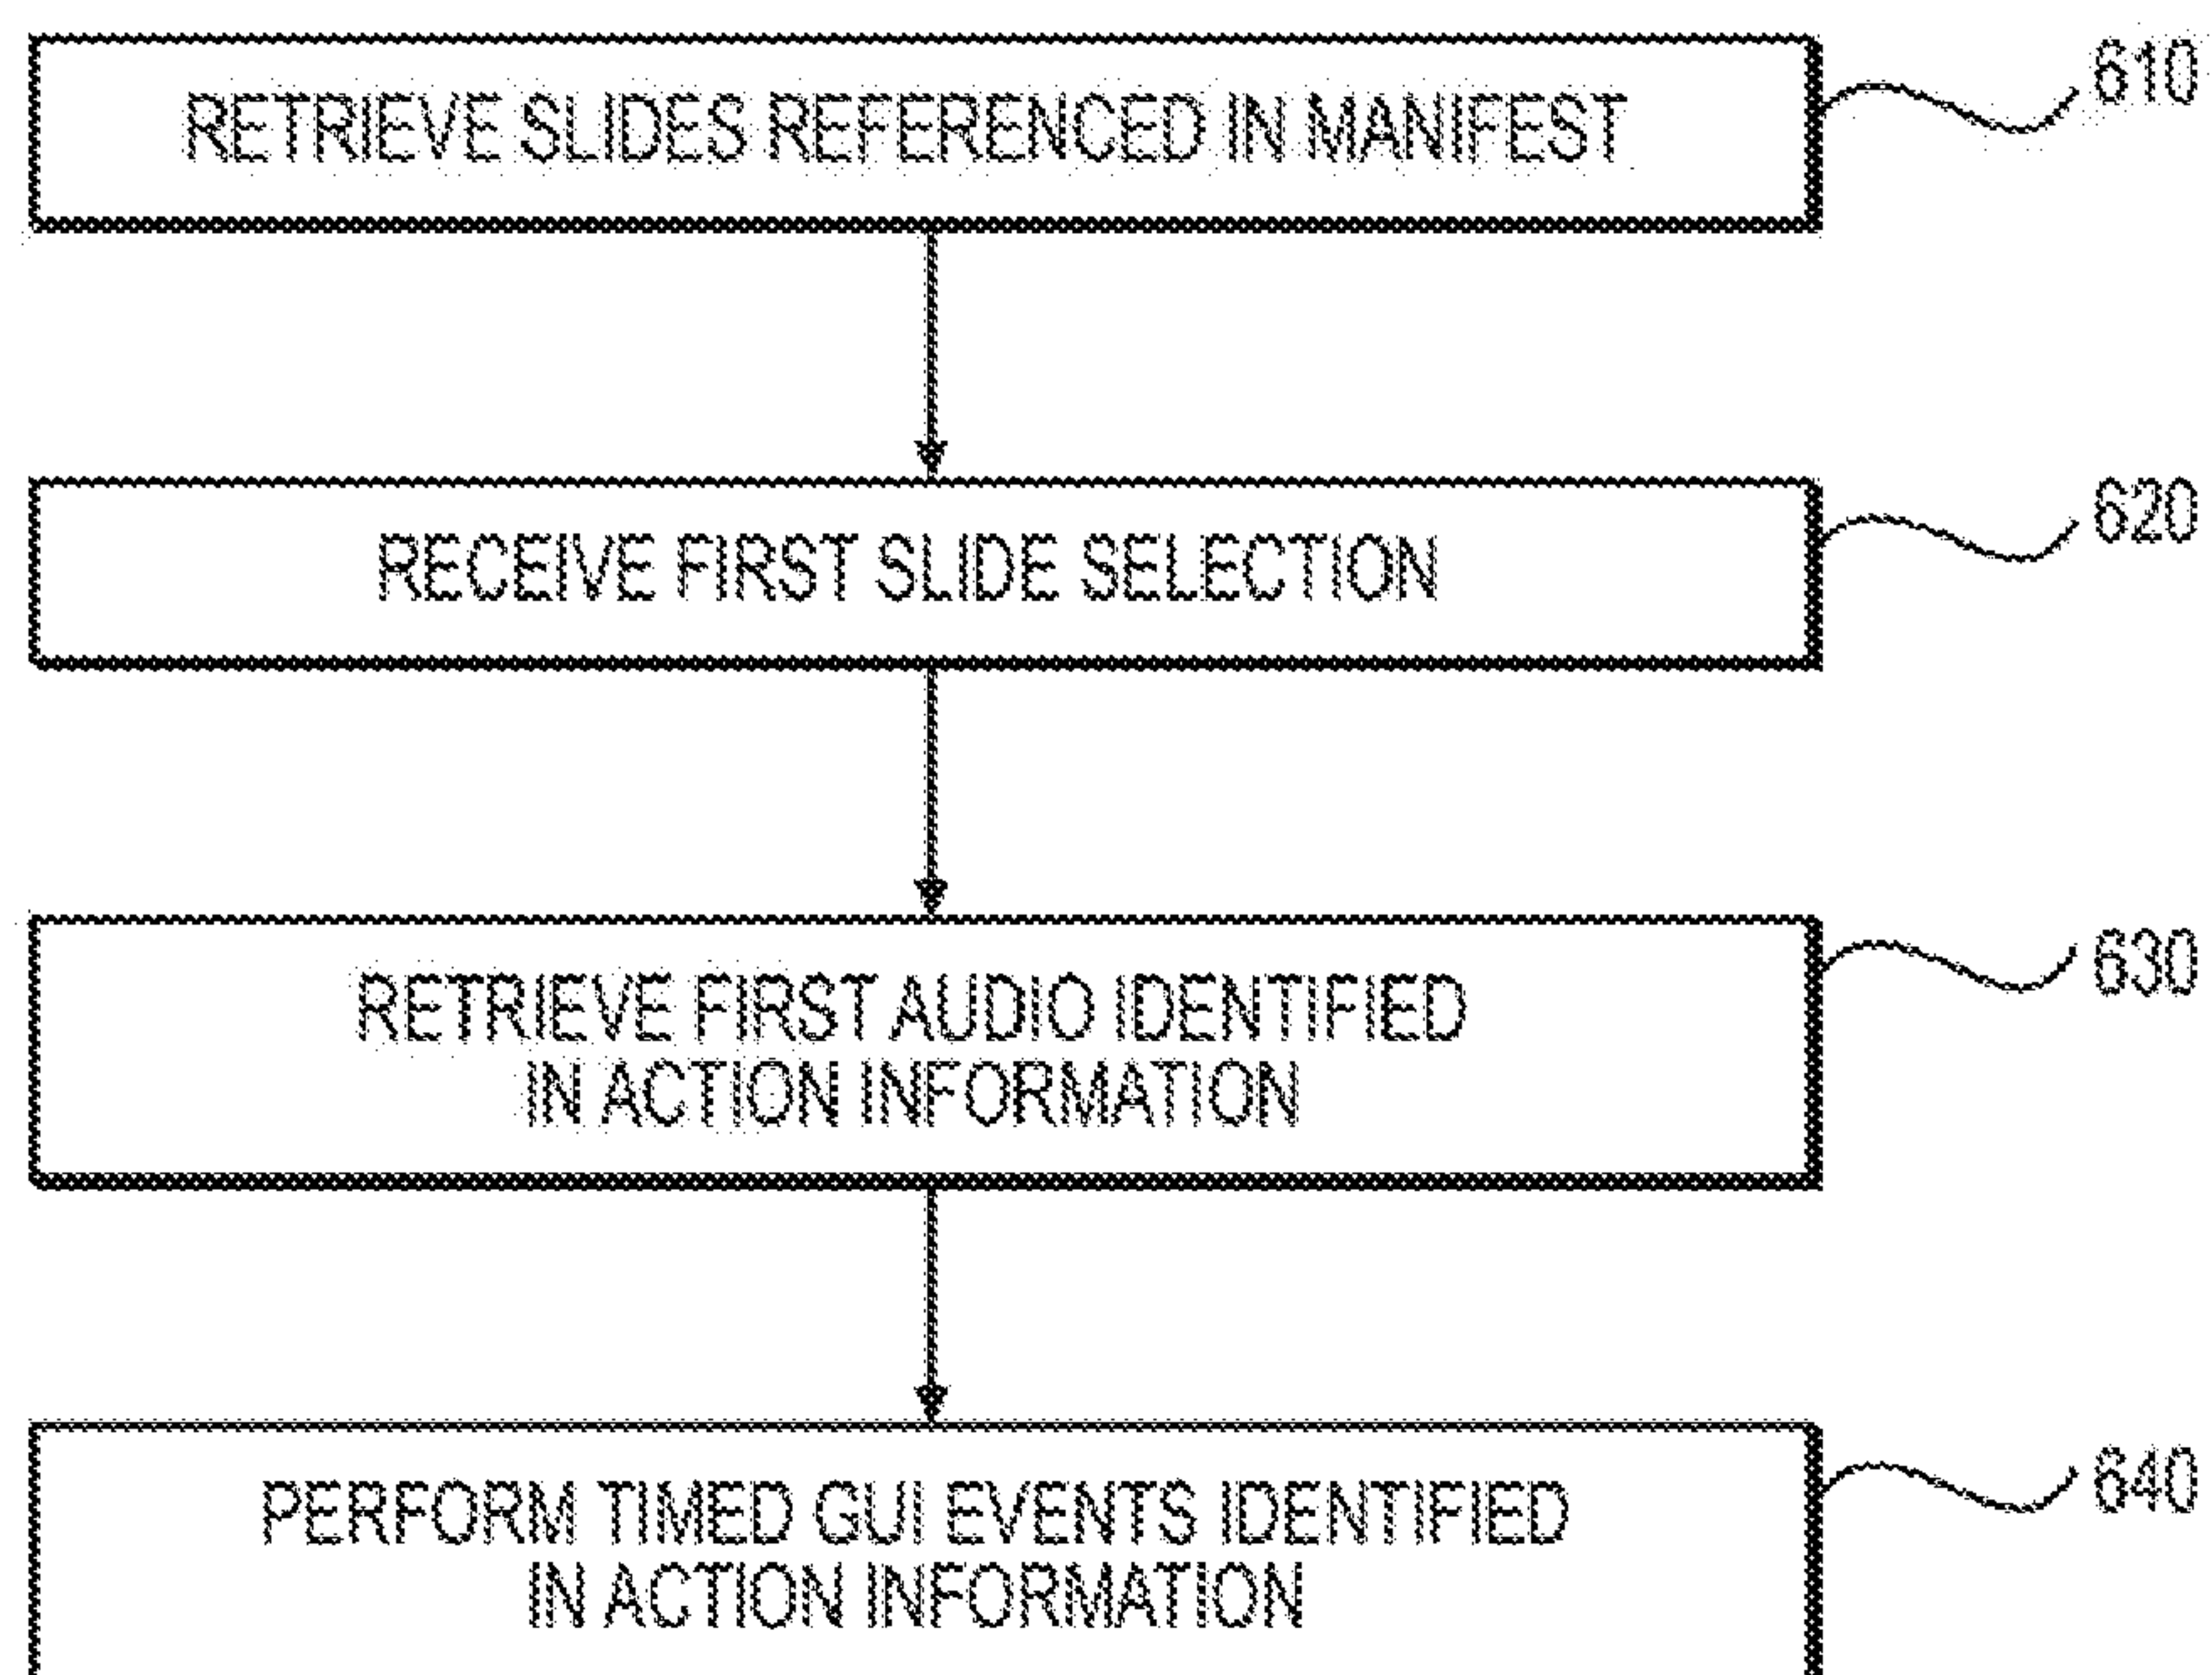 RETRIEVE SLIDES REFERENCED IN MANIFEST
610
RECEIVE FIRST SLIDE SELECTION
620
RETRIEVE FIRST AUDIO IDENTIFIED
IN ACTION INFORMATION
630
PERFORM TIMED GUI EVENTS IDENTIFIED
IN ACTION INFORMATION
640